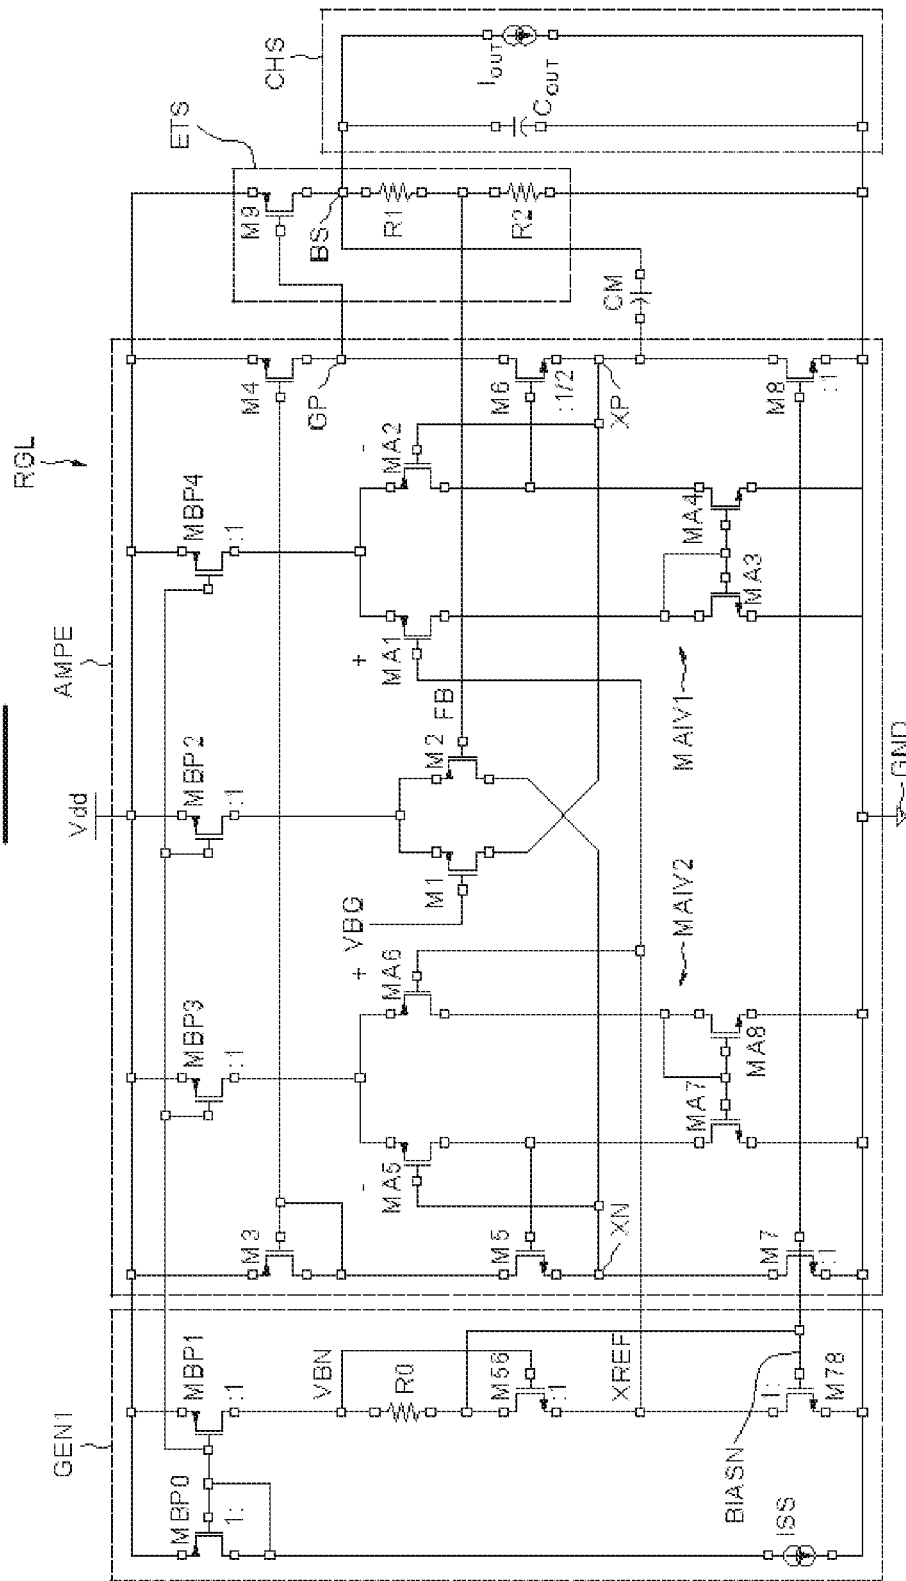 RGL
GEN1
AMPE
ETS
CHS
Vdd
MBP0
1:
MBP1
:1
MBP3
:1
MBP2
:1
MBP4
:1
M3
M4
M9
GP
BS
VBN
R0
M56
:1
XREF
1:
M78
BIASN
ISS
-
MA5
+
MA6
VBG
M1
M2
FB
+
MA1
-
MA2
M5
XN
M6
:1/2
XP
R1
R2
CM
IOUT
COUT
MAIV2
MA7
MA8
MAIV1
MA3
MA4
M7
:1
M8
:1
GND